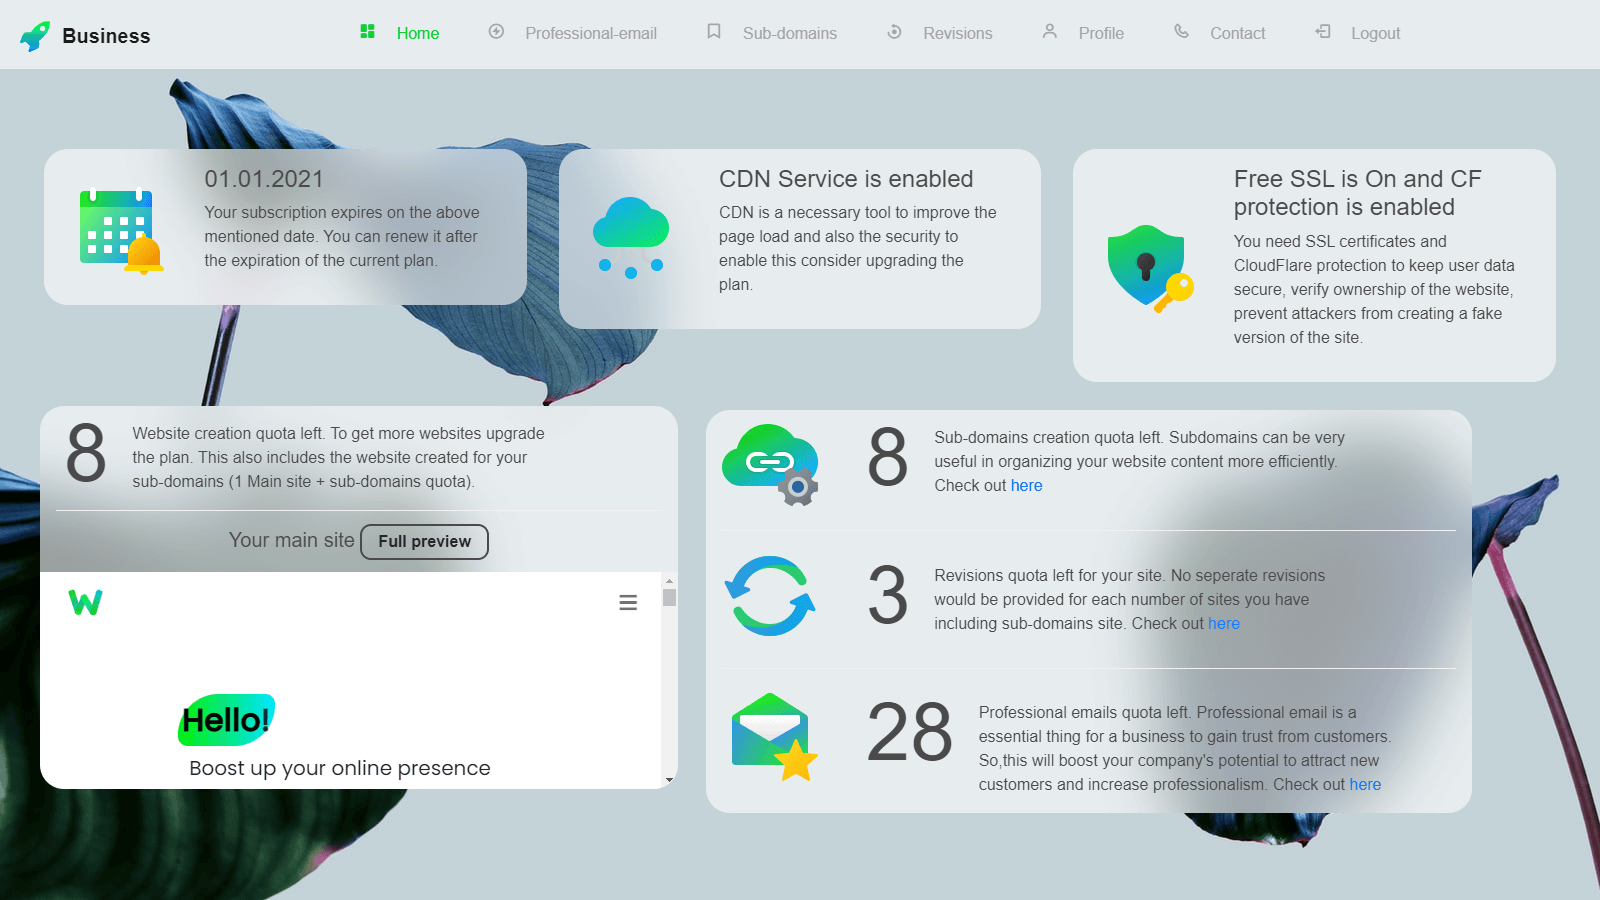 Business
Home
Professional-email
Sub-domains
Revisions
Profile
Contact
Logout
01.01.2021
Your subscription expires on the above
mentioned date. You can renew it after
the expiration of the current plan.
CDN Service is enabled
CDN is a necessary tool to improve the
page load and also the security to
enable this consider upgrading the
plan.
Free SSL is On and CF
protection is enabled
You need SSL certificates and
CloudFlare protection to keep user data
secure, verify ownership of the website,
prevent attackers from creating a fake
version of the site.
8
Website creation quota left. To get more websites upgrade
the plan. This also includes the website created for your
sub-domains (1 Main site + sub-domains quota).
Your main site
Full preview
W
Hello!
Boost up your online presence
8
Sub-domains creation quota left. Subdomains can be very
useful in organizing your website content more efficiently.
Check out here
3
Revisions quota left for your site. No seperate revisions
would be provided for each number of sites you have
including sub-domains site. Check out here
28
Professional emails quota left. Professional email is a
essential thing for a business to gain trust from customers.
So,this will boost your company's potential to attract new
customers and increase professionalism. Check out here